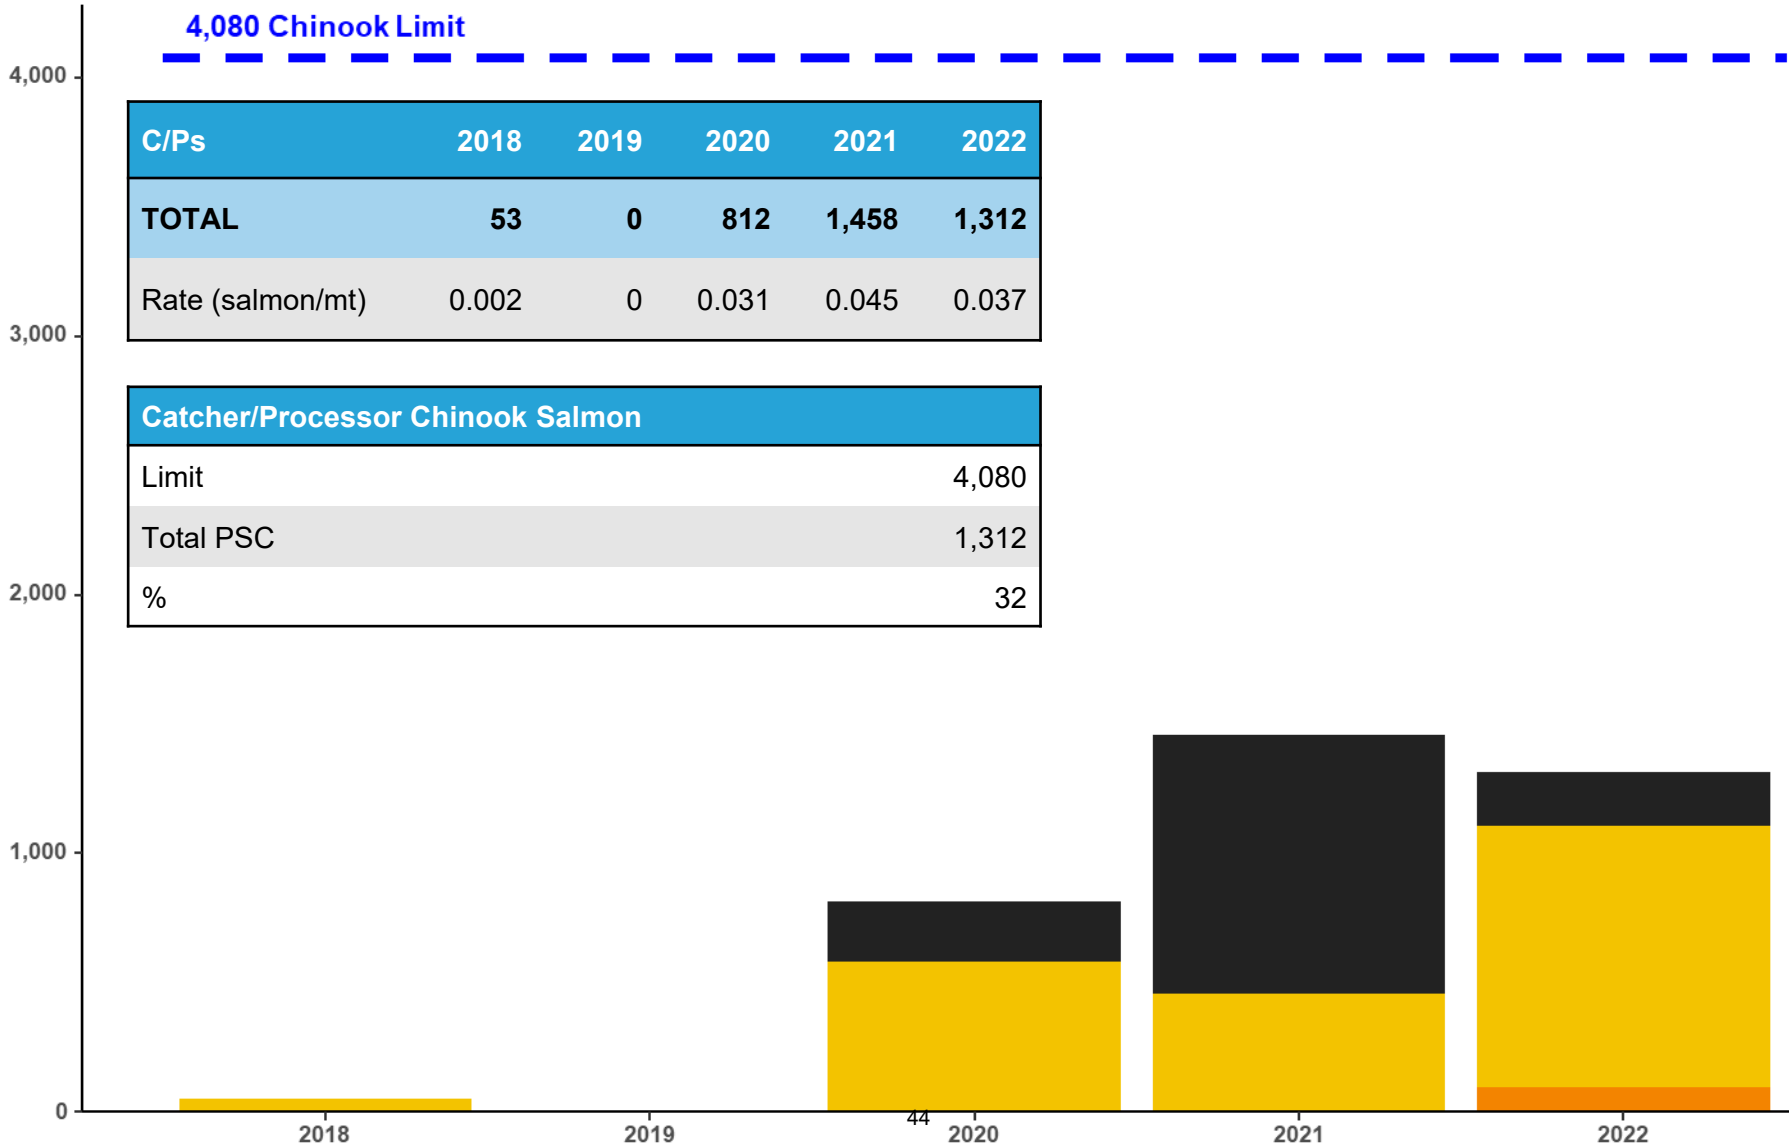 4,080 Chinook Limit
4,000
C/Ps 2018 2019 2020 2021 2022
TOTAL 53 0 812 1,458 1,312
Rate (salmon/mt) 0.002 0 0.031 0.045 0.037
3,000
Catcher/Processor Chinook Salmon
Limit 4,080
Total PSC 1,312
2,000
% 32
1,000
0
44
2018 2019 2020 2021 2022